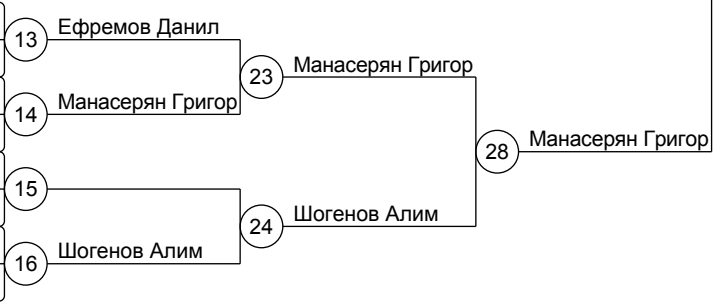 13 Ефремов Данил
23 Манасерян Григор
14 Манасерян Григор
28 Манасерян Григор
15
24 Шогенов Алим
16 Шогенов Алим